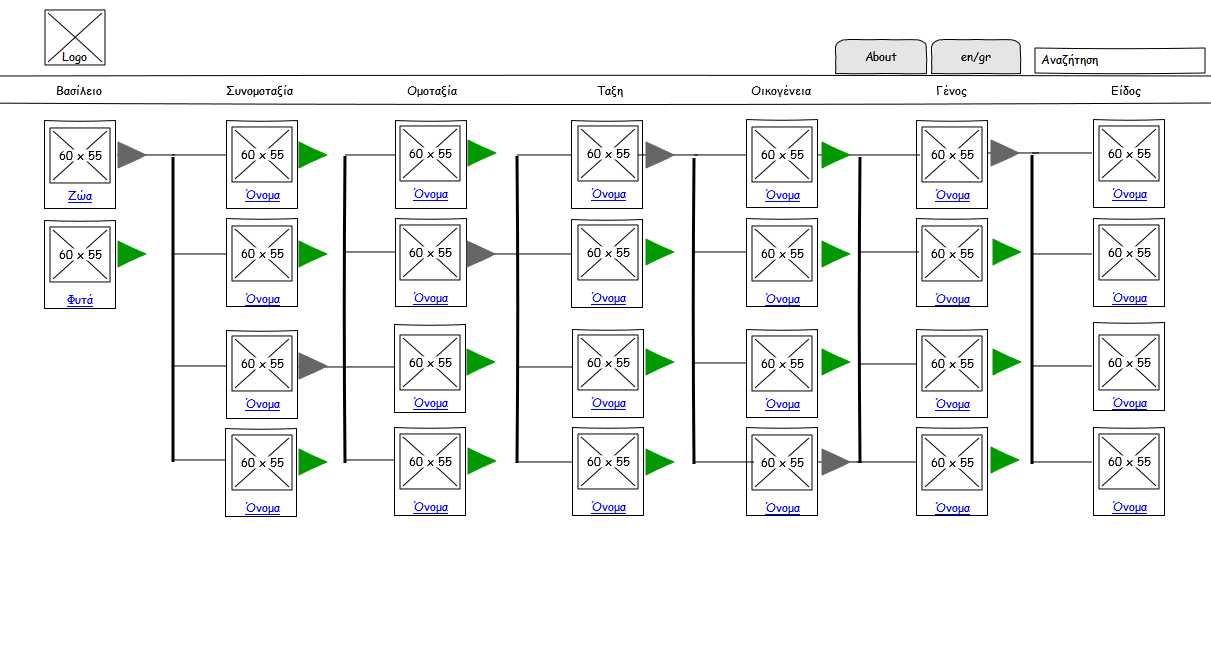 Logo
About en/gr Αναζήτηση
Βασίλειο Συνομοταξία Ομοταξία Ταξη Οικογένεια Γένος Είδος
60 x 55 60 x 55 60 x 55 60 x 55 60 x 55 60 x 55 60 x 55
Ζώα Όνομα Όνομα Όνομα Όνομα Όνομα Όνομα
60 x 55 60 x 55 60 x 55 60 x 55 60 x 55 60 x 55 60 x 55
Φυτά Όνομα Όνομα Όνομα Όνομα Όνομα Όνομα
60 x 55 60 x 55 60 x 55 60 x 55 60 x 55 60 x 55
Όνομα Όνομα Όνομα Όνομα Όνομα Όνομα
60 x 55 60 x 55 60 x 55 60 x 55 60 x 55 60 x 55
Όνομα Όνομα Όνομα Όνομα Όνομα Όνομα